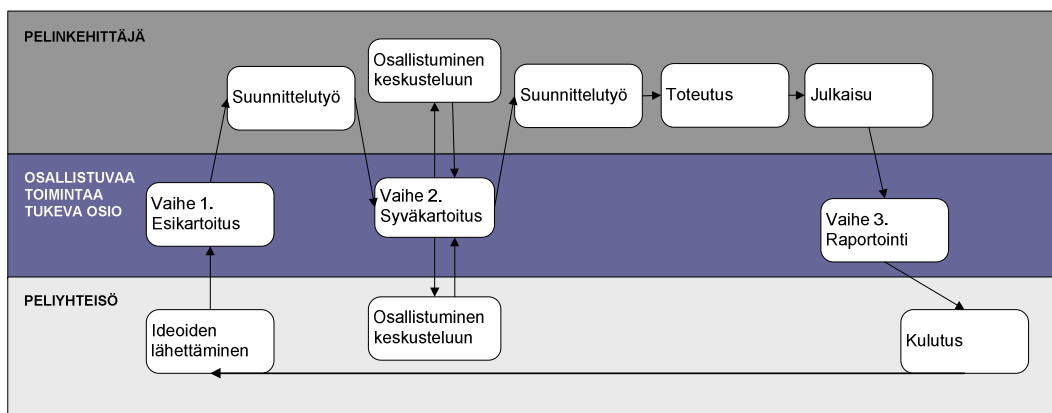 PELINKEHITTÄJÄ
Suunnittelutyö
Osallistuminen
keskusteluun
Suunnittelutyö
Toteutus
Julkaisu
OSALLISTUVAA
TOIMINTAA
TUKEVA OSIO
Vaihe 1.
Esikartoitus
Vaihe 2.
Syväkartoitus
Vaihe 3.
Raportointi
PELIYHTEISÖ
Ideoiden
lähettäminen
Osallistuminen
keskusteluun
Kulutus